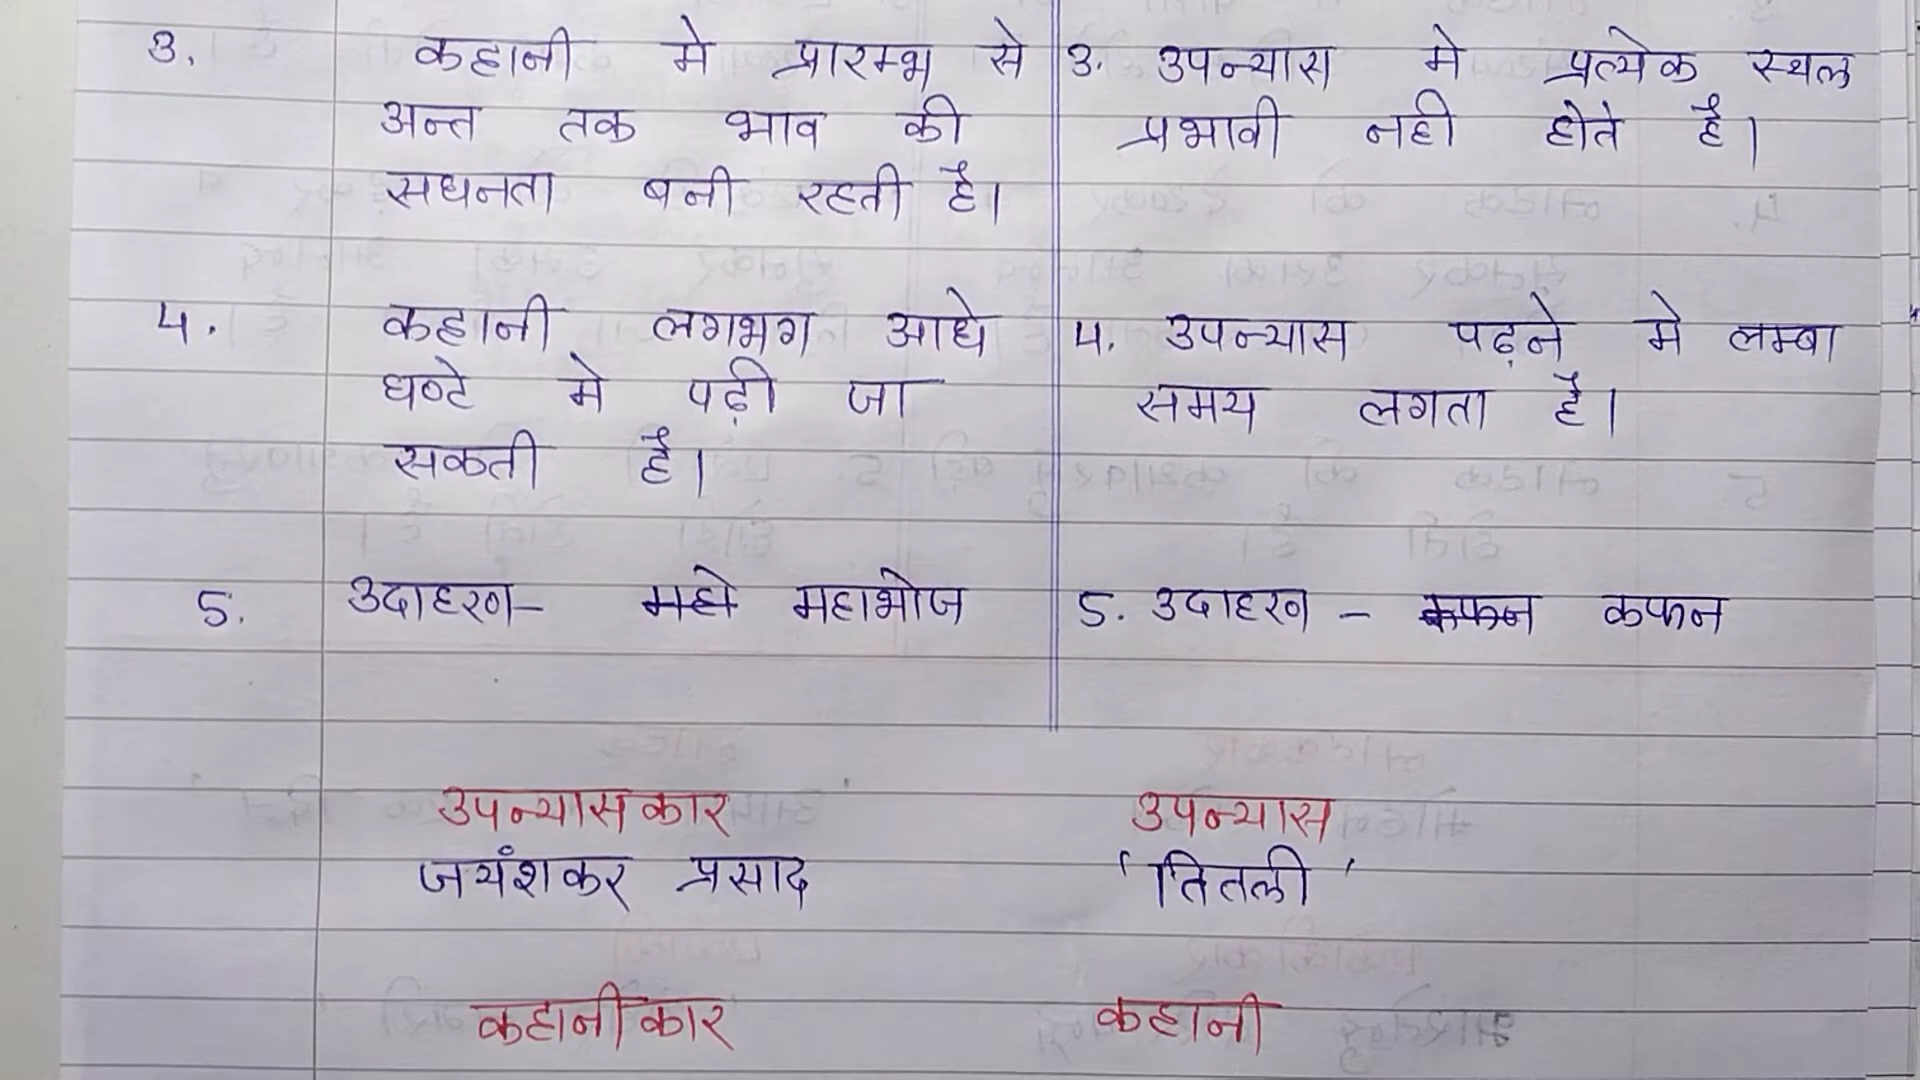 3. कहानी मे प्रारम्भ से
अन्त तक भाव की
सघनता बनी रहती है।
3. उपन्यास मे प्रत्येक स्थल
प्रभावी नही होते है।
4. कहानी लगभग आधे
घण्टे मे पढ़ी जा
सकती है।
4. उपन्यास पढ़ने मे लम्बा
समय लगता है।
5. उदाहरण- महो महाभोज
5. उदाहरण - कफन कफन
उपन्यासकार उपन्यास
जयंशकर प्रसाद 'तितली'
कहानीकार कहानी